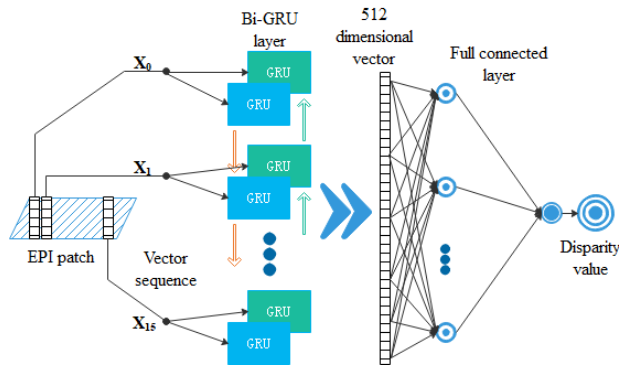 Bi-GRU
layer
512
dimensional
vector
Full connected
layer
X0
GRU
GRU
X1
GRU
GRU
EPI patch
Vector
sequence
X15
GRU
GRU
Disparity
value